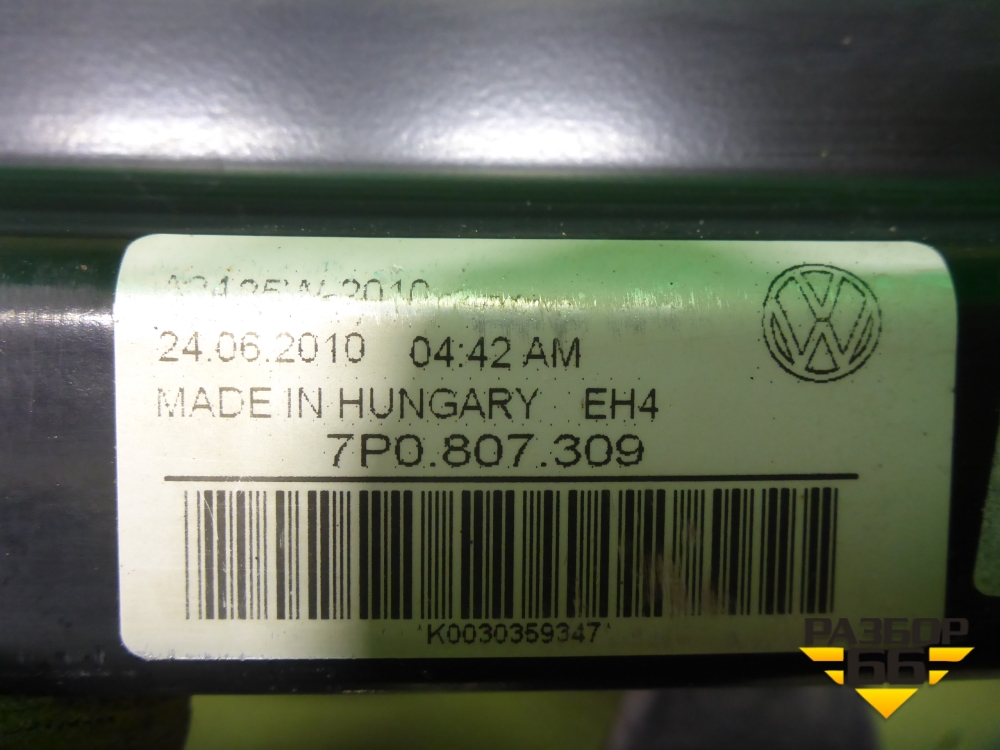 24.06.2010 04:42 AM
MADE IN HUNGARY EH4
7P0.807.309
*K0030359347*
РАЗБОР
66